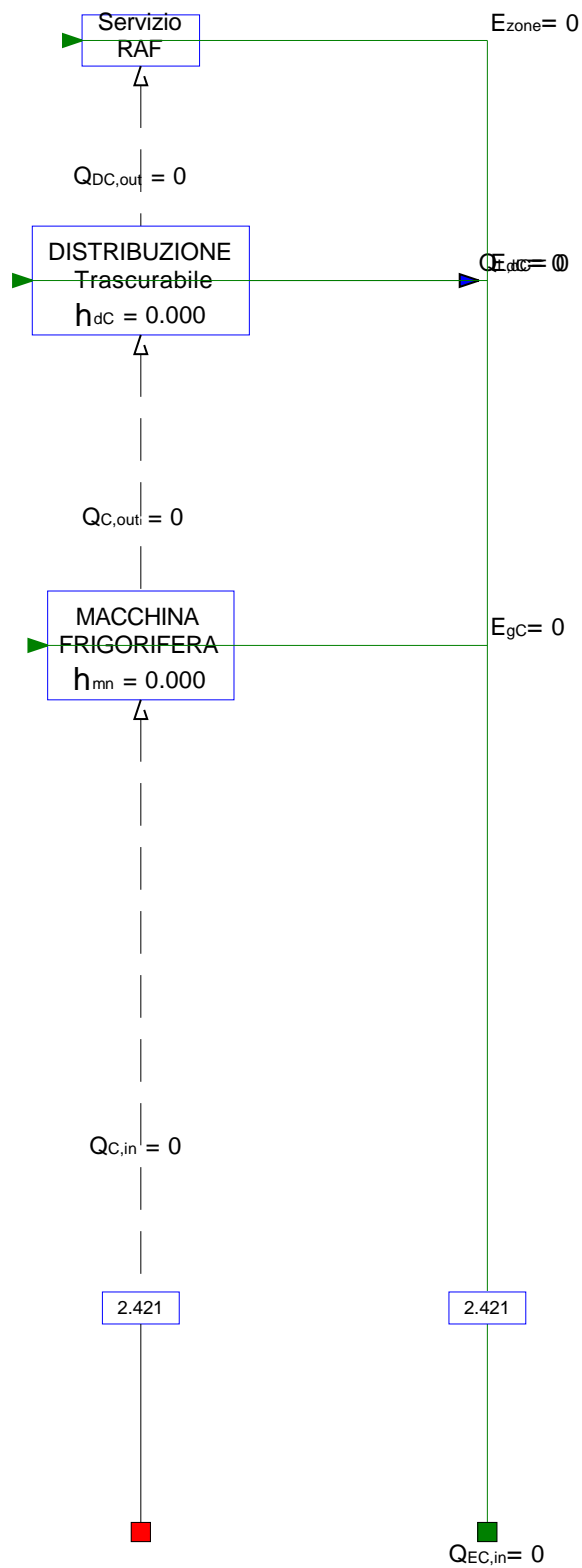 Servizio
RAF
Ezone= 0
QDC,out = 0
DISTRIBUZIONE
Trascurabile
hdC = 0.000
QC,out = 0
MACCHINA
FRIGORIFERA
hmn = 0.000
EgC= 0
QC,in = 0
2.421
2.421
QEC,in= 0